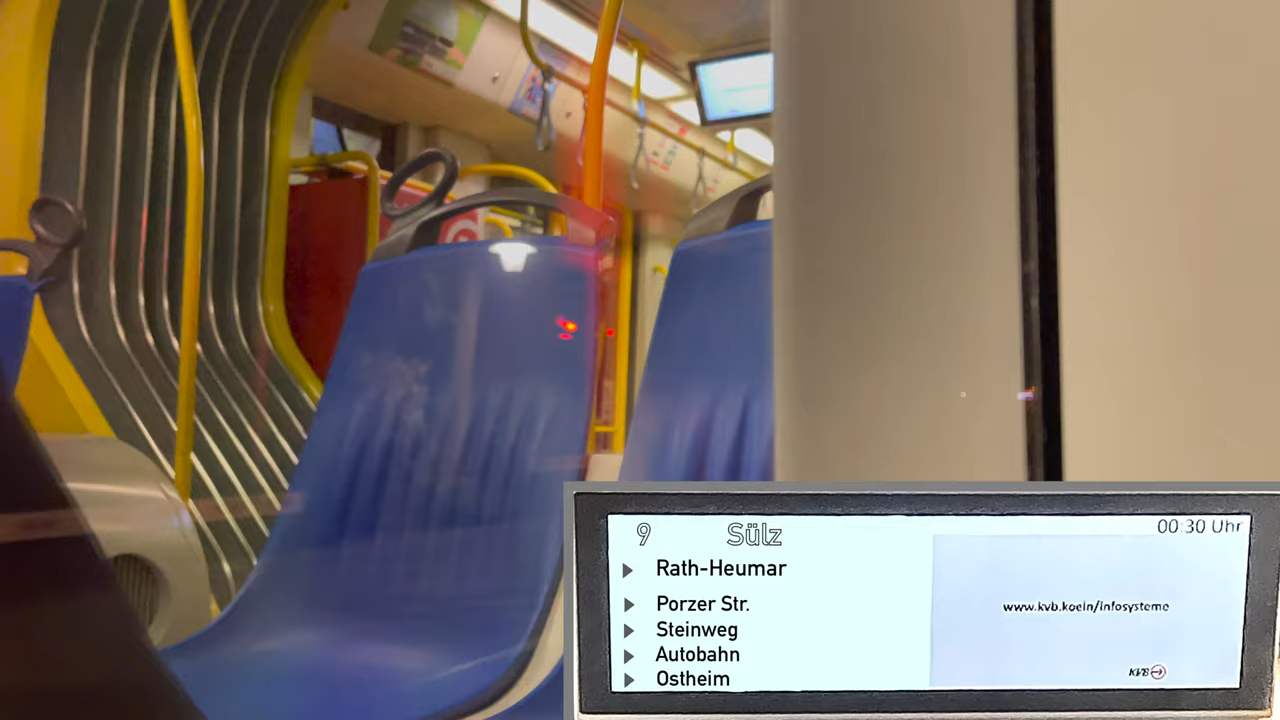 9 Sülz
00:30 Uhr
Rath-Heumar
Porzer Str.
Steinweg
Autobahn
Ostheim
www.kvb.koeln/infosysteme
KVB